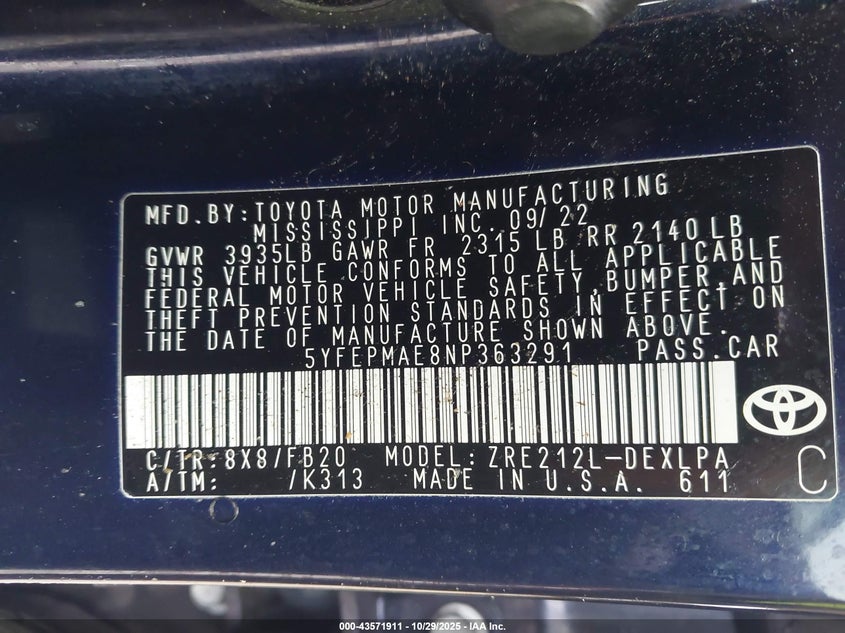 MFD.BY:TOYOTA MOTOR MANUFACTURING
MISSISSIPPI INC. 09/22
GVWR 3935LB GAWR FR 2315 LB RR 2140 LB
THIS VEHICLE CONFORMS TO ALL APPLICABLE
FEDERAL MOTOR VEHICLE SAFETY,BUMPER,AND
THEFT PREVENTION STANDARDS IN EFFECT ON
THE DATE OF MANUFACTURE SHOWN ABOVE.
5YFEPMAE8NP363291 PASS.CAR
C/TR:8X8/FB20 MODEL:ZRE212L-DEXLPA
A/TM: /K313 MADE IN U.S.A. 611
C
000-43571911 - 10/29/2025 - IAA Inc.